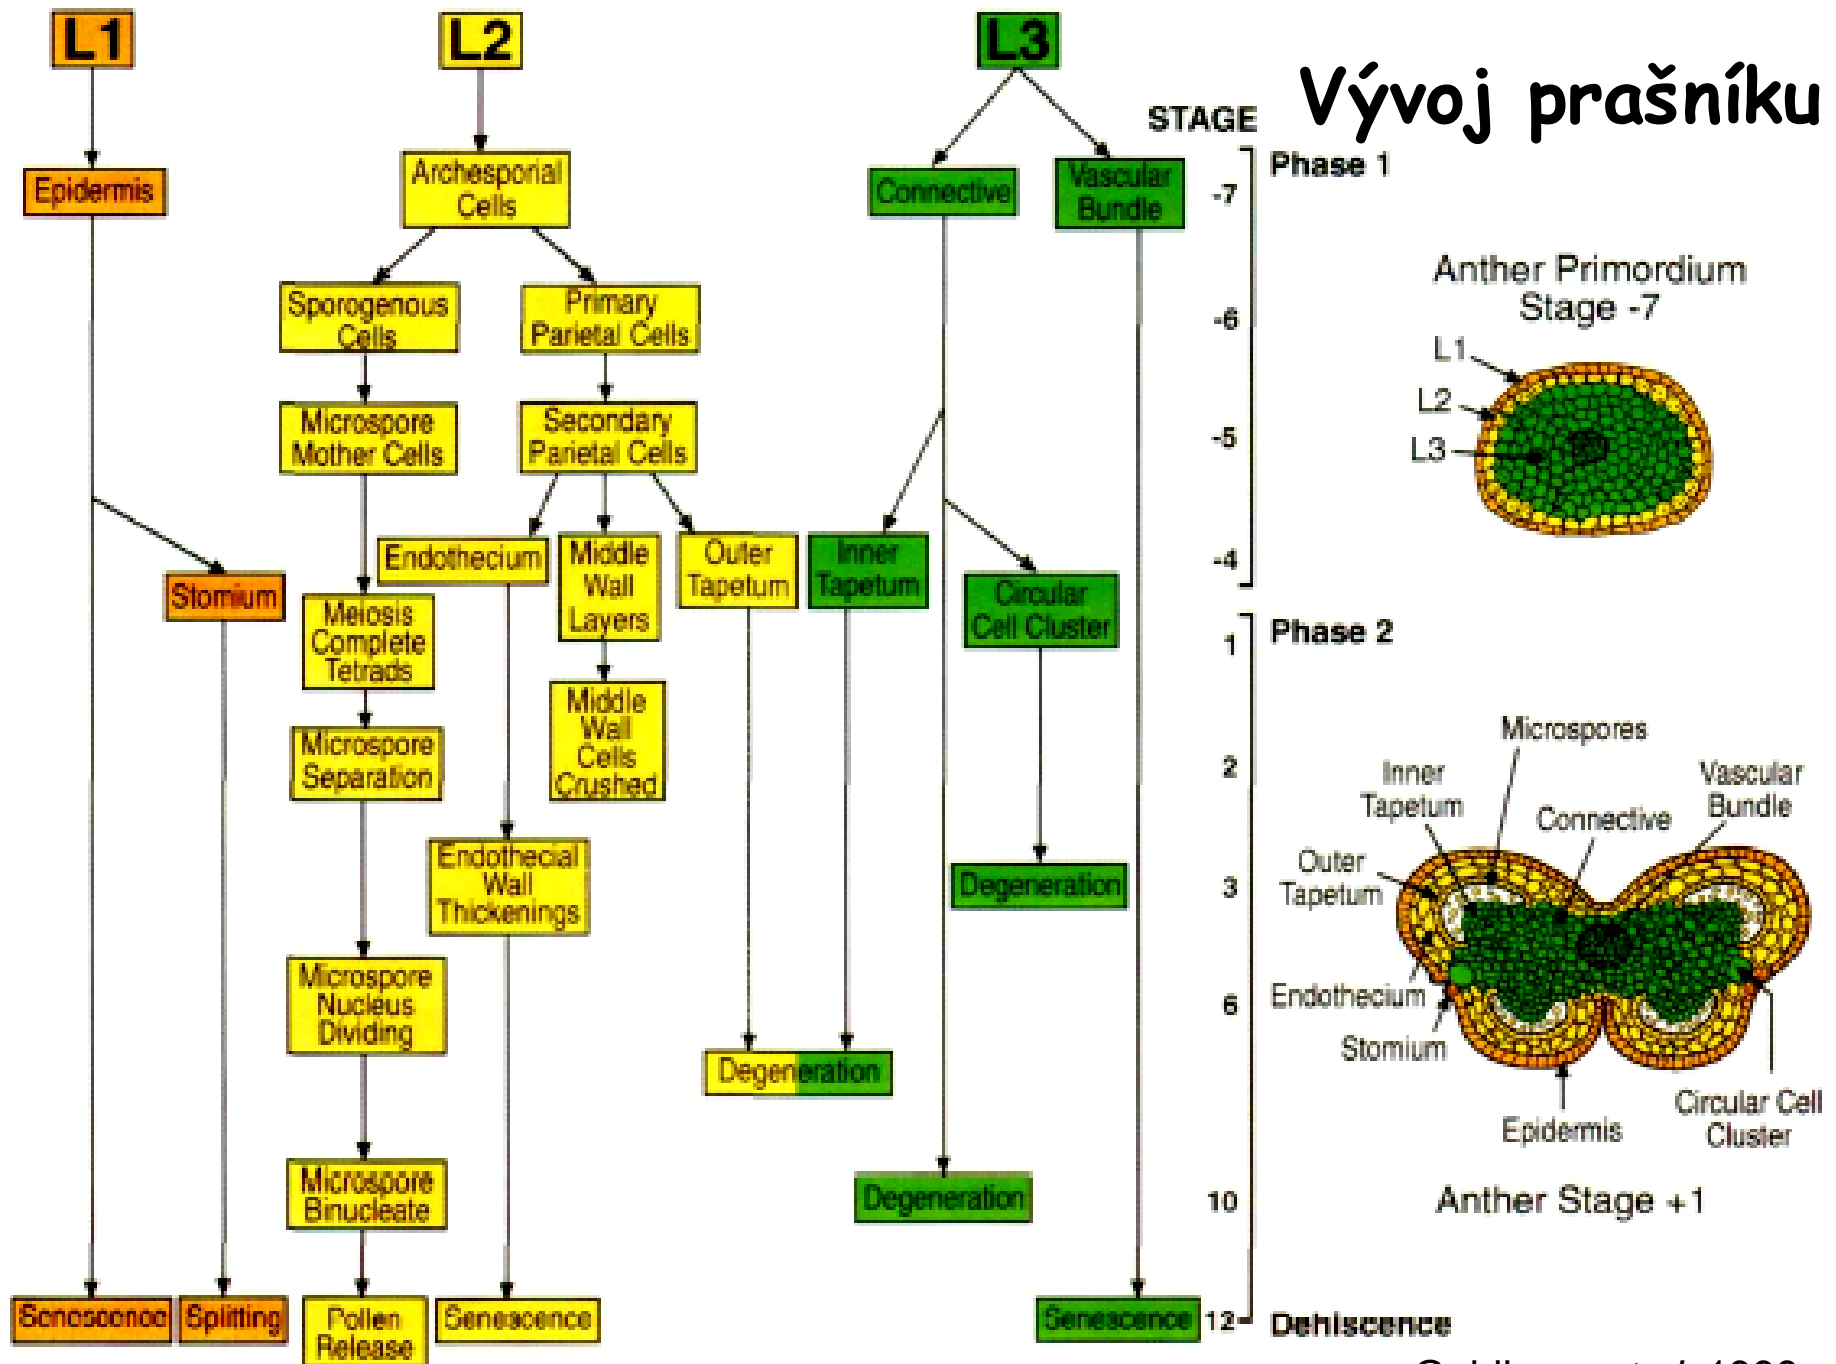 L1
L2
L3
Vývoj prašníku
STAGE
Phase 1
Epidermis
Archesporial
Cells
Connective
Vascular
Bundle
-7
Anther Primordium
Stage -7
Sporogenous
Cells
Primary
Parietal Cells
-6
L1
L2
L3
Microspore
Mother Cells
Secondary
Parietal Cells
-5
Stomium
Endothecium
Middle
Wall
Layers
Outer
Tapetum
Inner
Tapetum
Circular
Cell Cluster
-4
Meiosis
Complete
Tetrads
1
Phase 2
Middle
Wall
Cells
Crushed
Microspore
Separation
2
Microspores
Inner
Tapetum
Vascular
Bundle
Connective
Outer
Tapetum
Endothecial
Wall
Thickenings
Degeneration
3
Microspore
Nucleus
Dividing
Endothecium
6
Stomium
Degeneration
Epidermis
Circular Cell
Cluster
Microspore
Binucleate
Degeneration
10
Anther Stage +1
Senescence
Splitting
Pollen
Release
Senescence
Senescence
12
Dehiscence